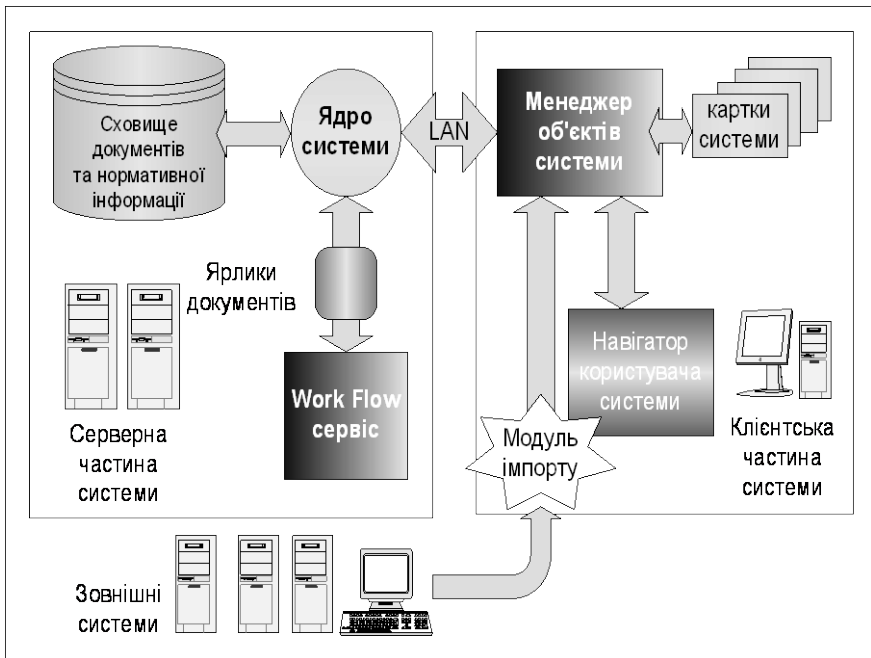 Сховище
документів
та нормативної
інформації
Ядро
системи
LAN
Менеджер
об'єктів
системи
картки
системи
Ярлики
документів
Work Flow
сервіс
Серверна
частина
системи
Навігатор
користувача
системи
Модуль
імпорту
Клієнтська
частина
системи
Зовнішні
системи